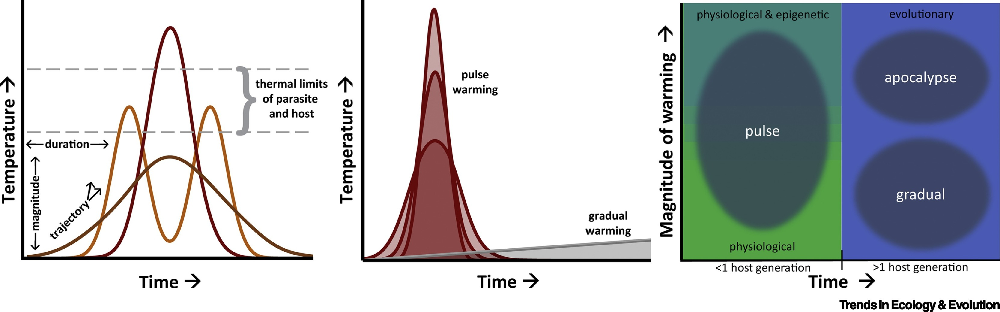 Temperature →
thermal limits
of parasite
and host
←duration→
←magnitude→
trajectory
Time →
Temperature →
pulse
warming
gradual
warming
Time →
Magnitude of warming →
physiological & epigenetic
evolutionary
pulse
apocalypse
gradual
physiological
<1 host generation
>1 host generation
Time →
Trends in Ecology & Evolution